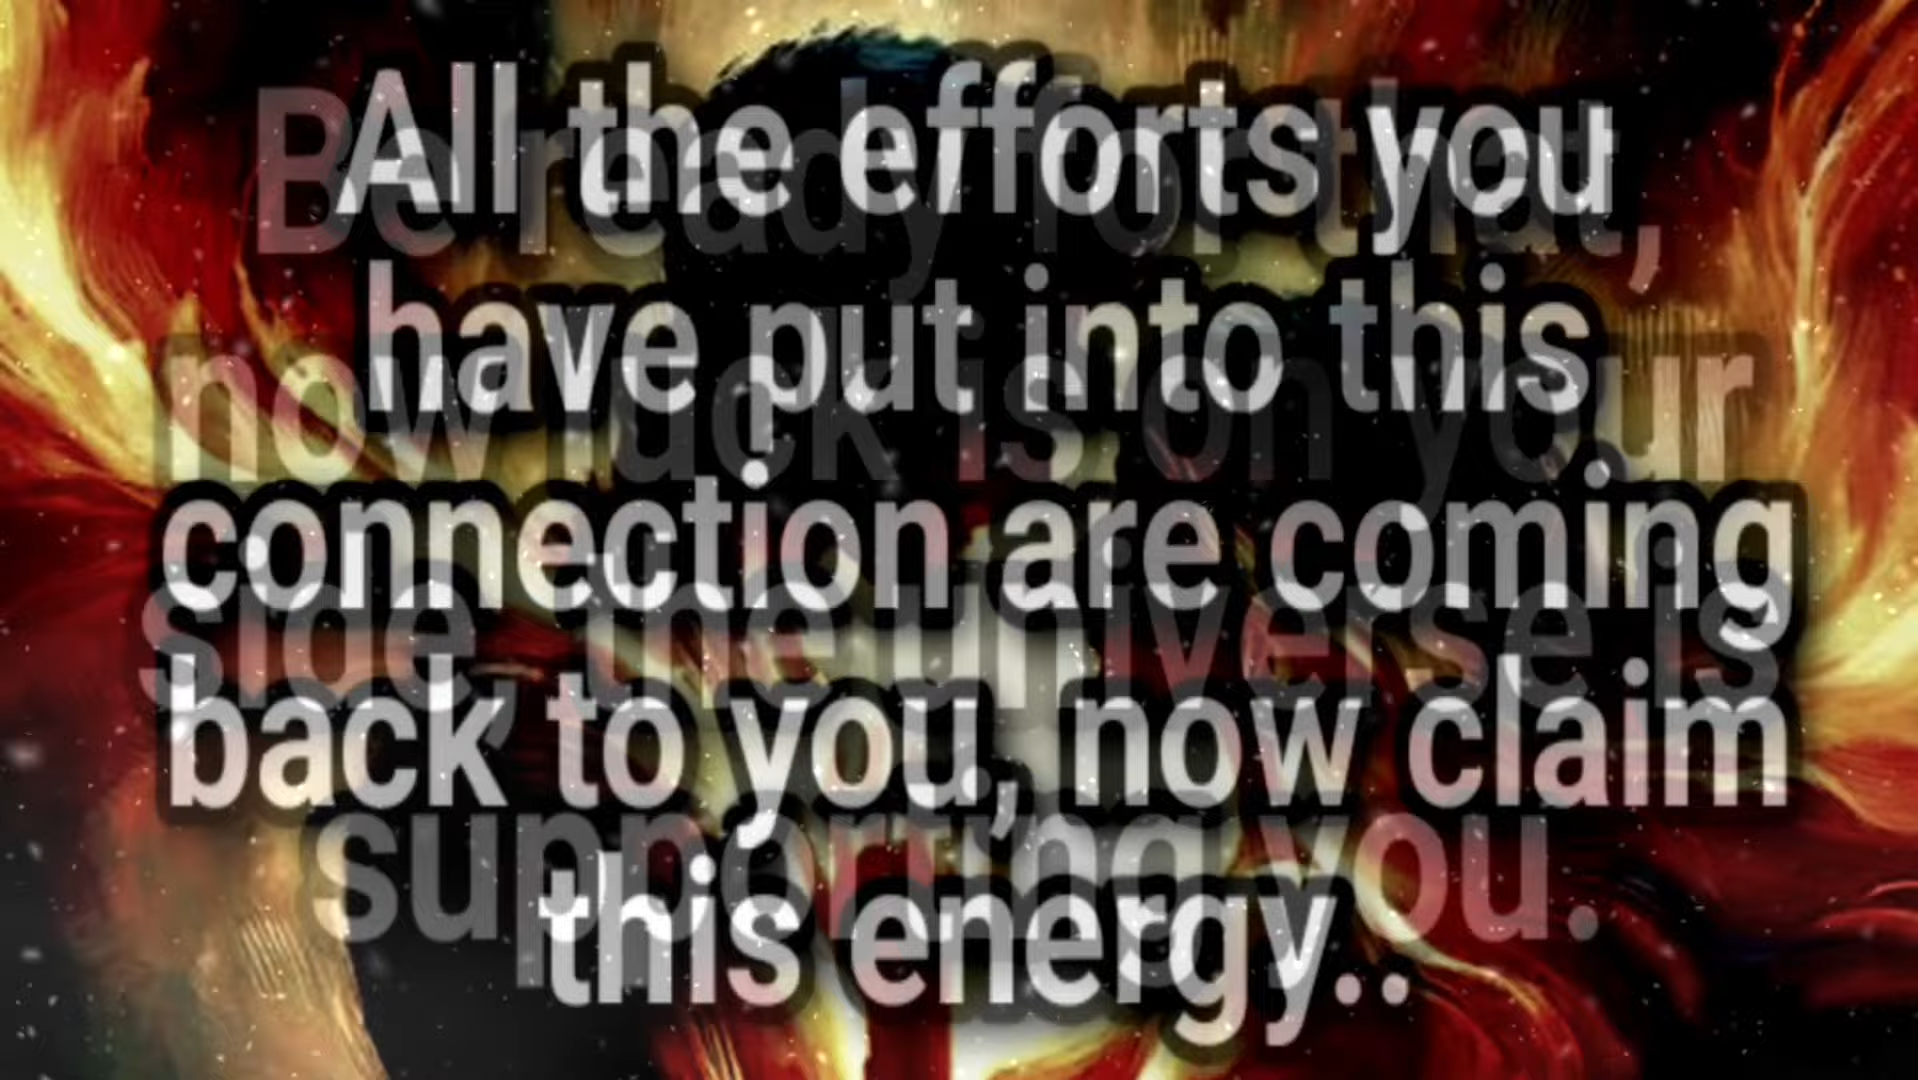 All the efforts you
have put into this
connection are coming
back to you, now claim
this energy..
Be ready for that,
now luck is on your
side, the universe is
supporting you.